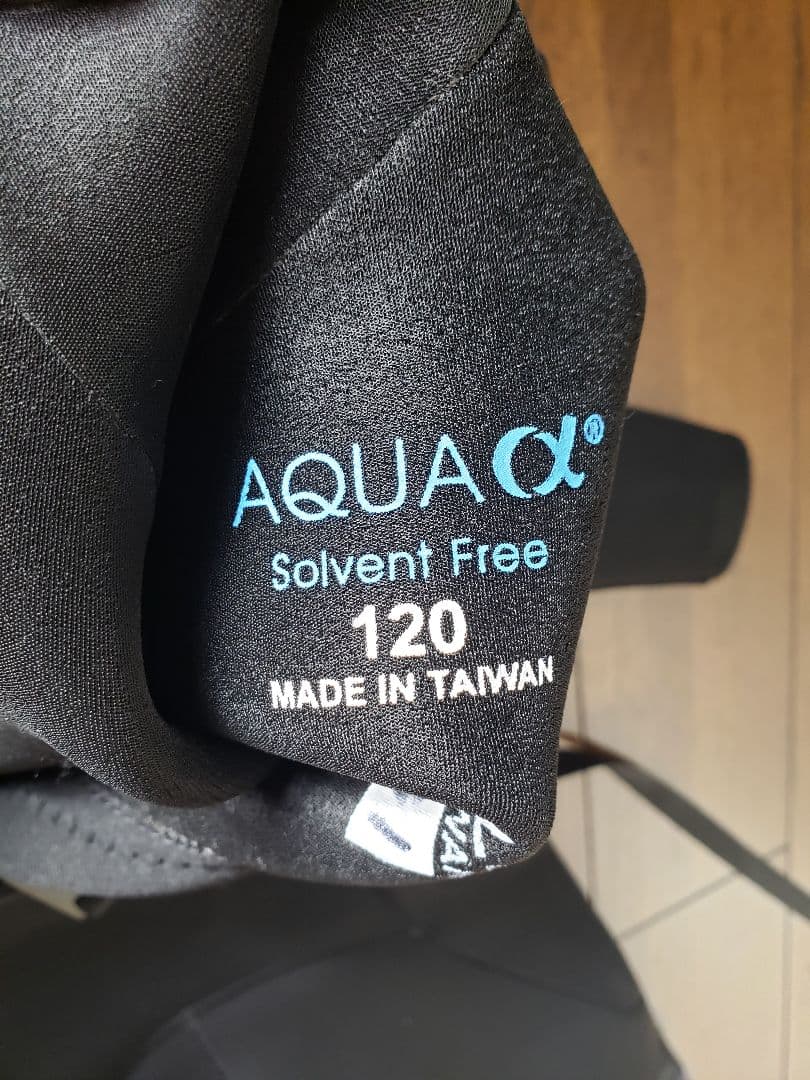 AQUA α®
Solvent Free
120
MADE IN TAIWAN